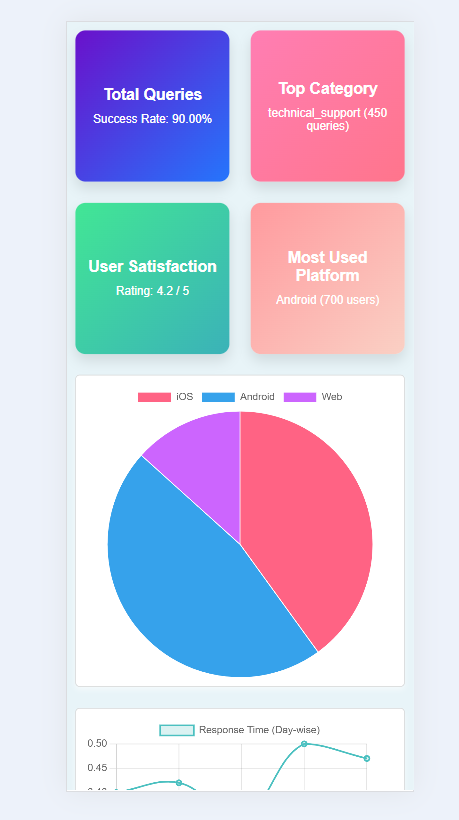 Total Queries
Success Rate: 90.00%
Top Category
technical_support (450
queries)
User Satisfaction
Rating: 4.2 / 5
Most Used
Platform
Android (700 users)
iOS Android Web
Response Time (Day-wise)
0.50
0.45